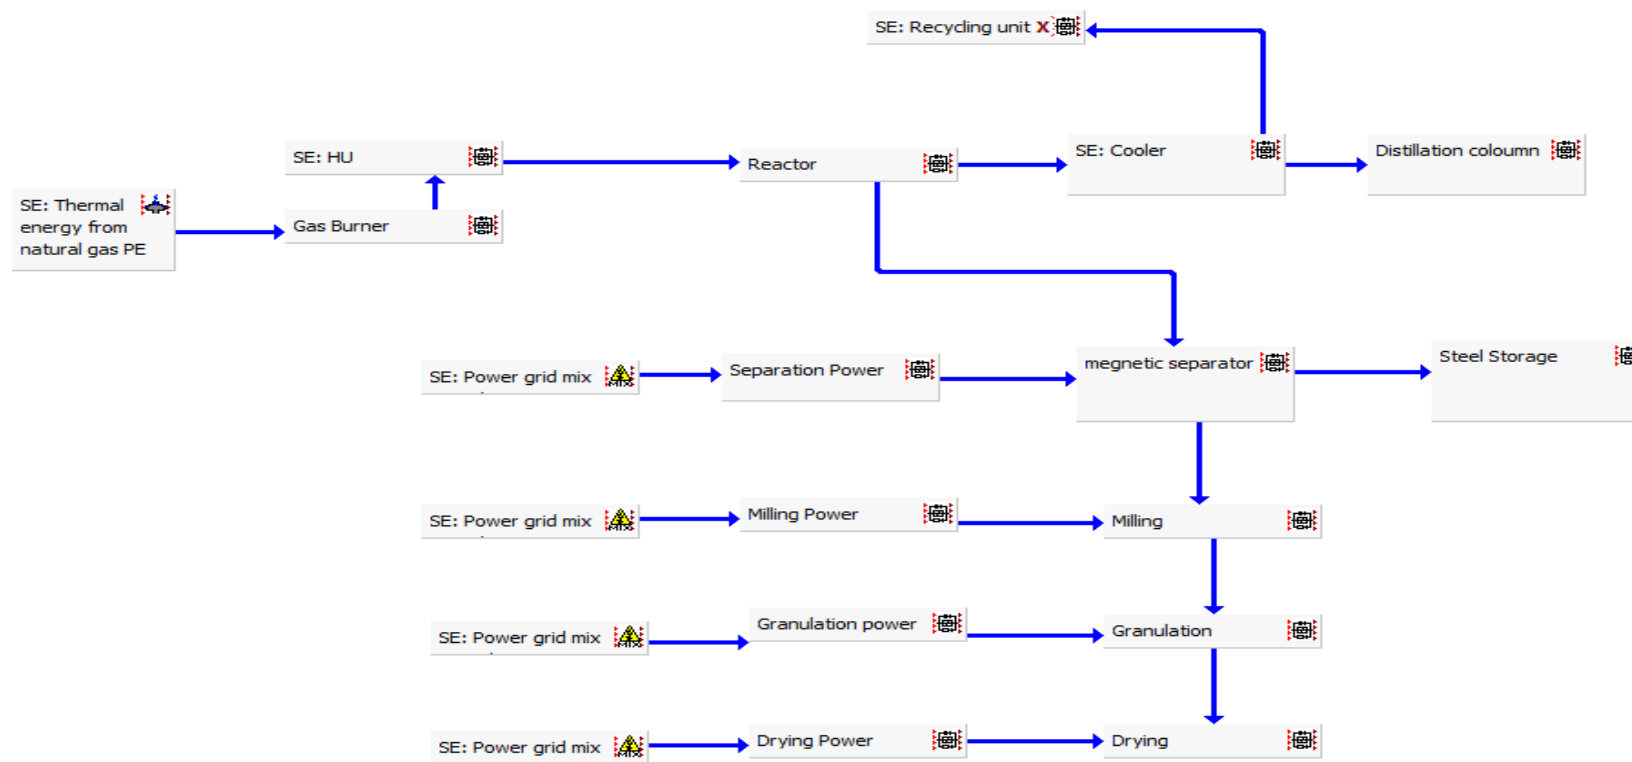 SE: Recycling unit X
SE: HU
Reactor
SE: Cooler
Distillation coloumn
SE: Thermal
energy from
natural gas PE
Gas Burner
SE: Power grid mix
Separation Power
megnetic separator
Steel Storage
SE: Power grid mix
Milling Power
Milling
SE: Power grid mix
Granulation power
Granulation
SE: Power grid mix
Drying Power
Drying